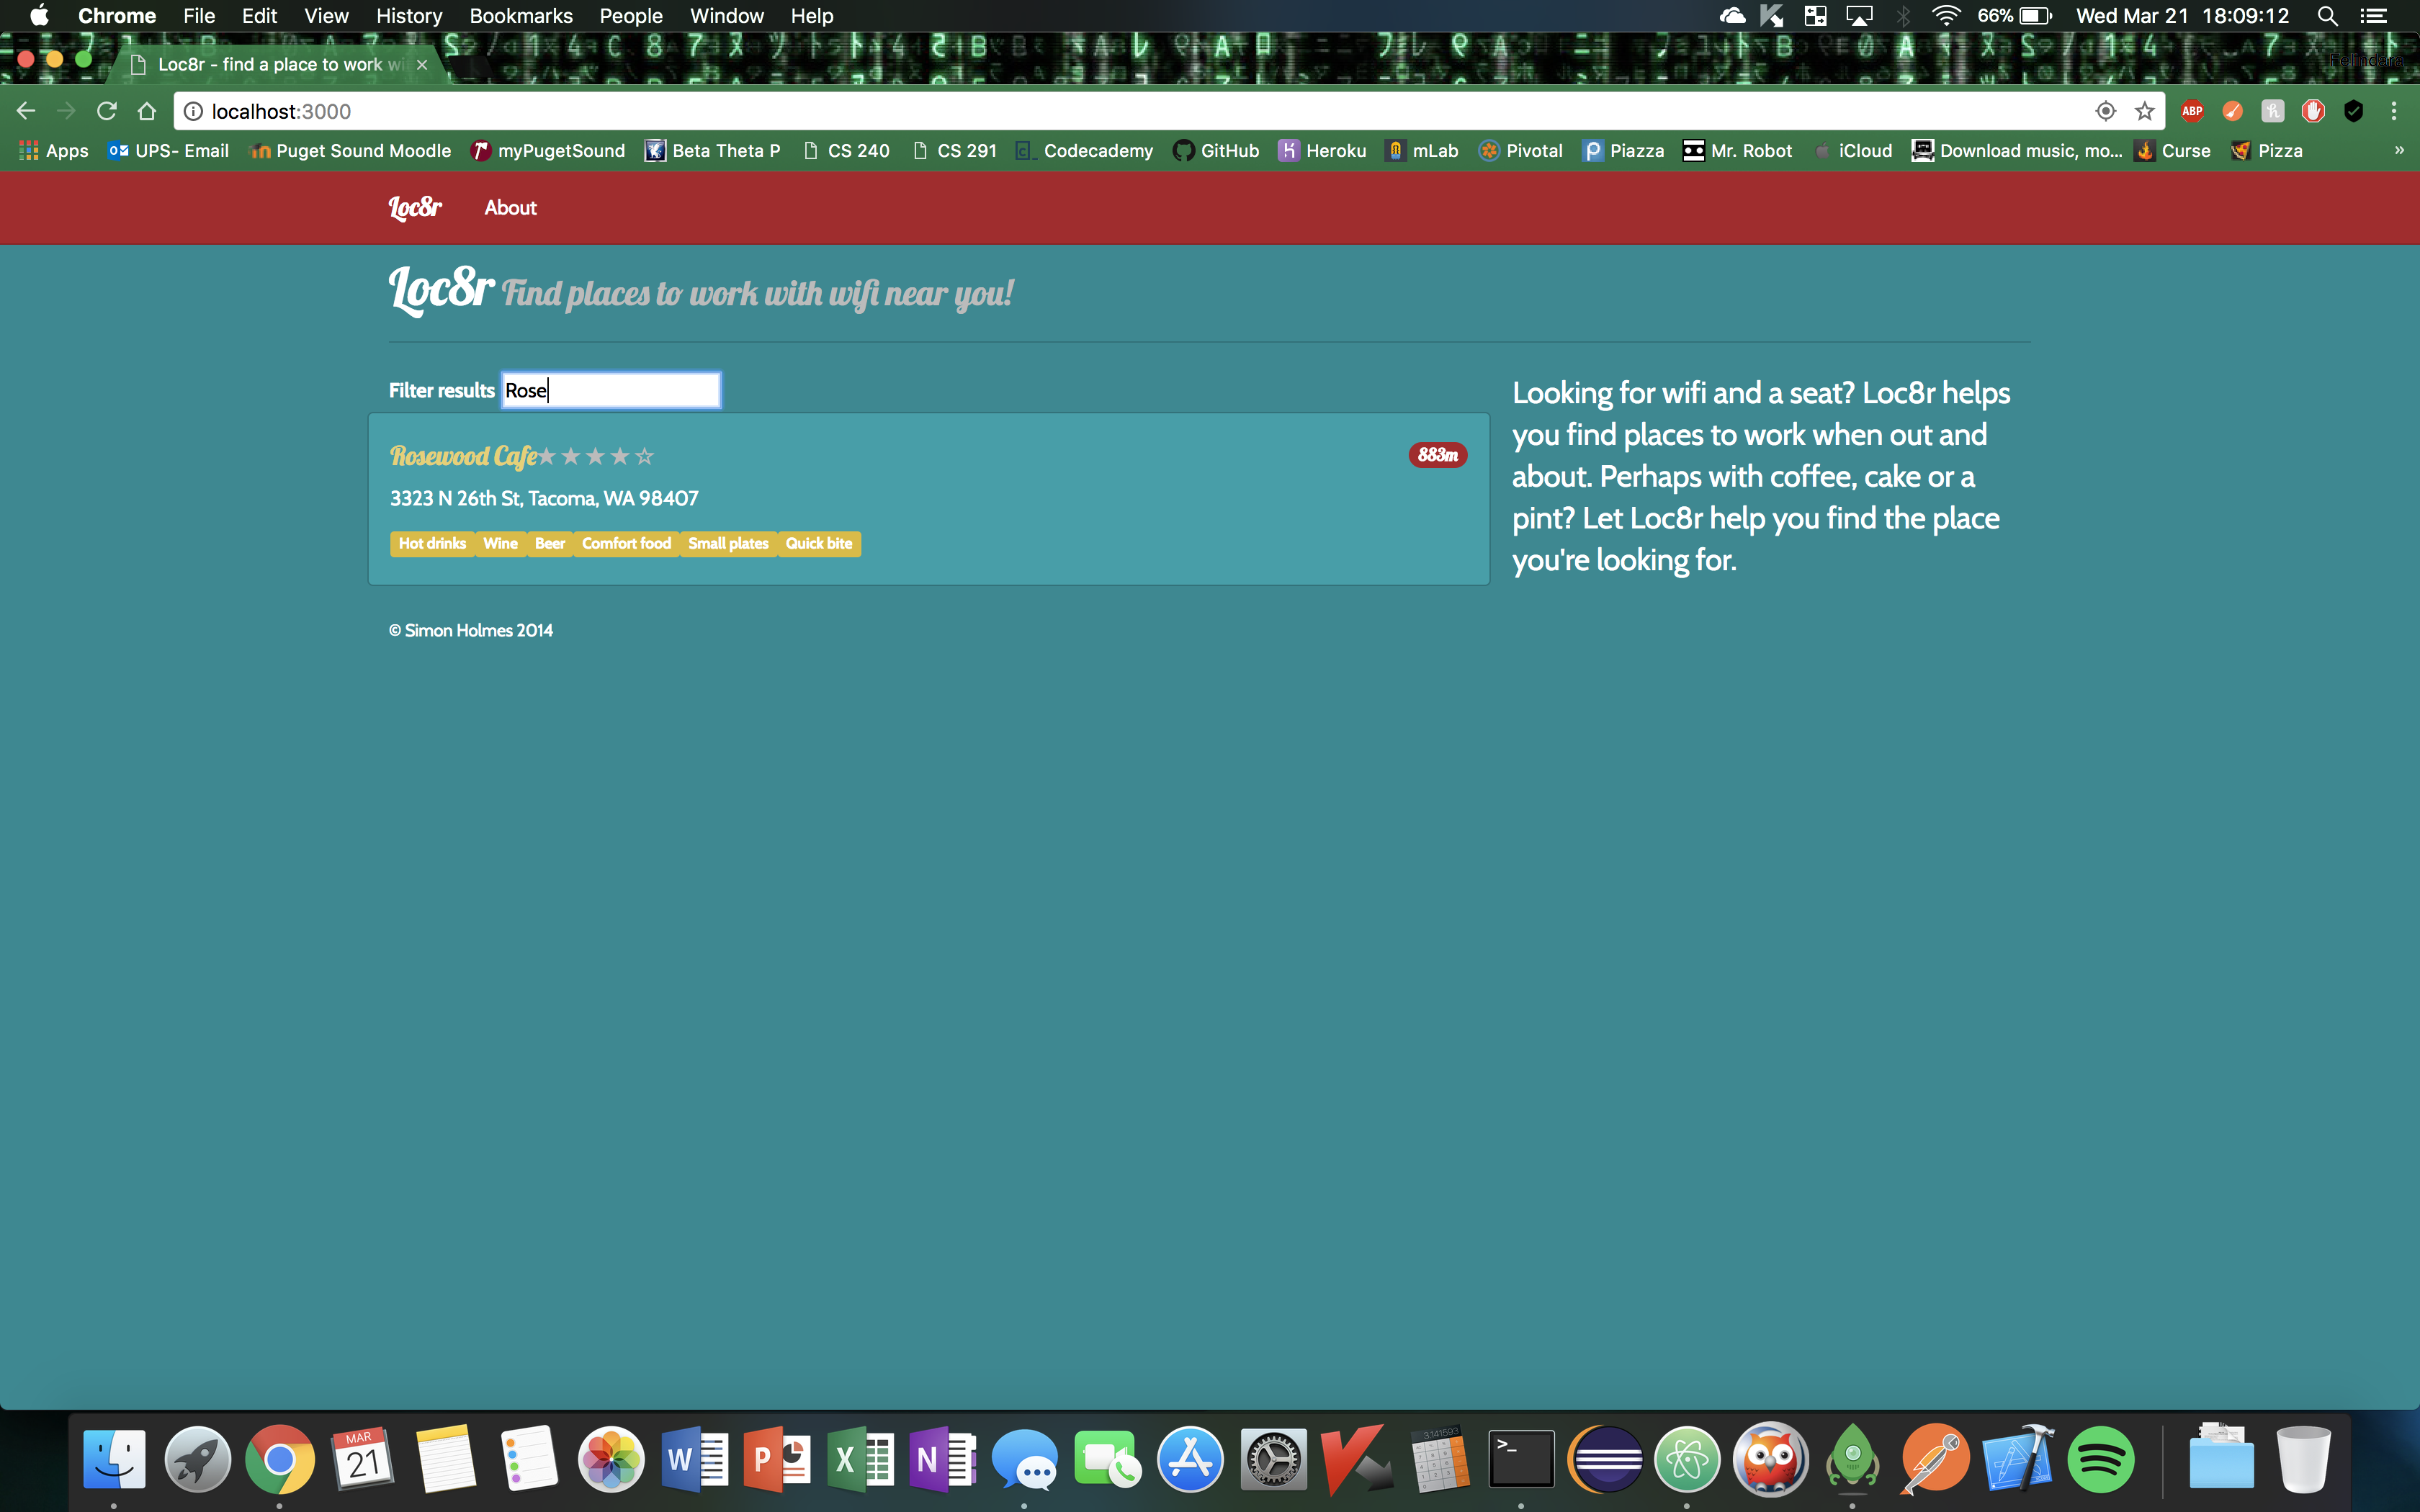 Chrome File Edit View History Bookmarks People Window Help 66% Wed Mar 21 18:09:12
Loc8r - find a place to work wi
localhost:3000 ABP
Apps UPS- Email Puget Sound Moodle myPugetSound Beta Theta P CS 240 CS 291 Codecademy GitHub Heroku mLab Pivotal Piazza Mr. Robot iCloud Download music, mo... Curse Pizza »
Loc8r About
Loc8r Find places to work with wifi near you!
Filter results Rose
Rosewood Cafe★★★★☆ 883m
3323 N 26th St, Tacoma, WA 98407
Hot drinks Wine Beer Comfort food Small plates Quick bite
Looking for wifi and a seat? Loc8r helps
you find places to work when out and
about. Perhaps with coffee, cake or a
pint? Let Loc8r help you find the place
you're looking for.
© Simon Holmes 2014
MAR
21
W P X N
3.141593
>_